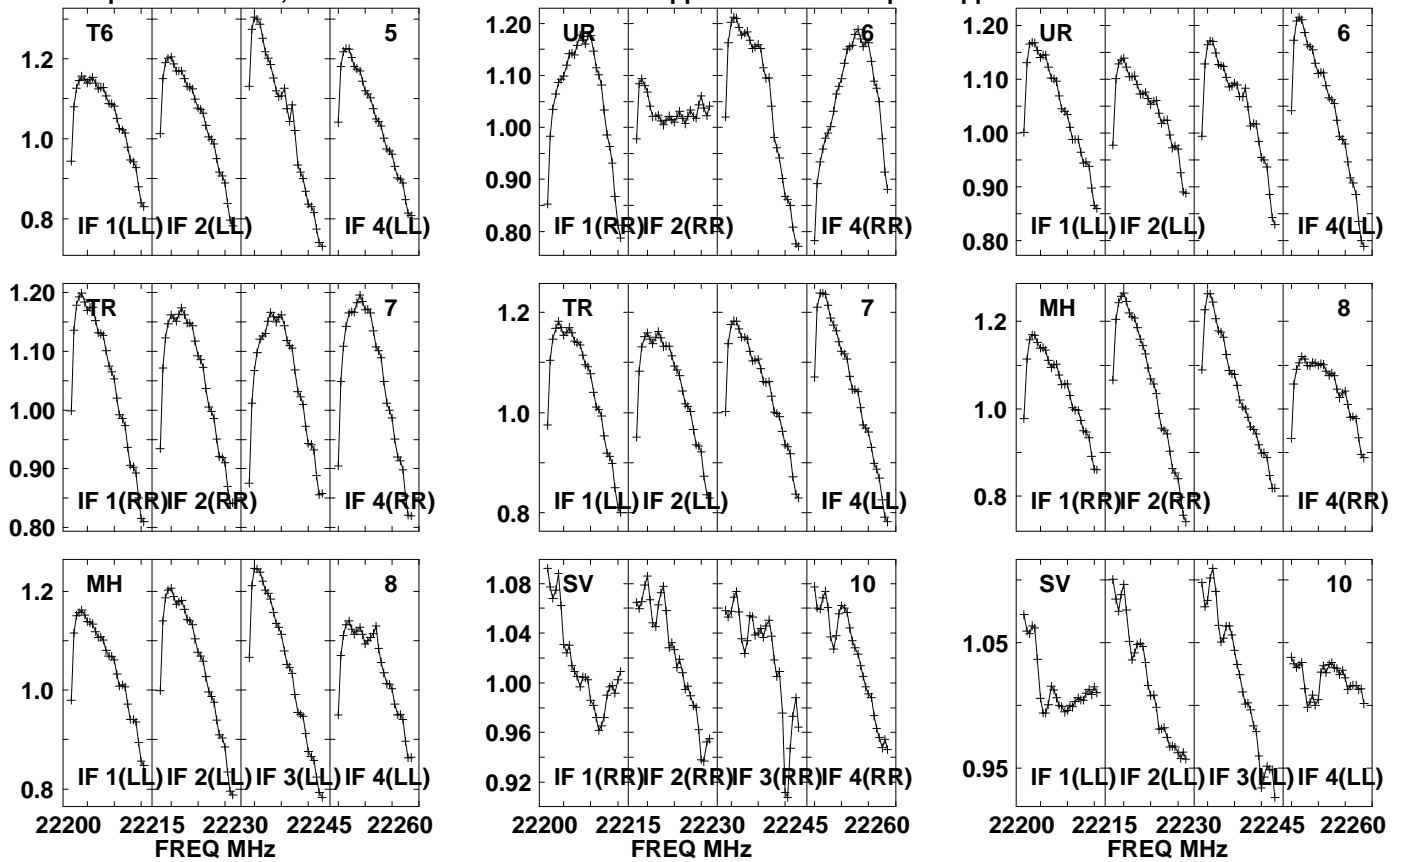 T6 5
1.2
1.0
0.8
IF 1(LL) IF 2(LL) IF 4(LL)
UR 6
1.20
1.10
1.00
0.90
0.80
IF 1(RR) IF 2(RR) IF 4(RR)
UR 6
1.20
1.10
1.00
0.90
0.80
IF 1(LL) IF 2(LL) IF 4(LL)
TR 7
1.20
1.10
1.00
0.90
0.80
IF 1(RR) IF 2(RR) IF 4(RR)
TR 7
1.2
1.0
0.8
IF 1(LL) IF 2(LL) IF 4(LL)
MH 8
1.2
1.0
0.8
IF 1(RR) IF 2(RR) IF 4(RR)
MH 8
1.2
1.0
0.8
IF 1(LL) IF 2(LL) IF 3(LL) IF 4(LL)
22200 22215 22230 22245 22260
FREQ MHz
SV 10
1.08
1.04
1.00
0.96
0.92
IF 1(RR) IF 2(RR) IF 3(RR) IF 4(RR)
22200 22215 22230 22245 22260
FREQ MHz
SV 10
1.05
0.95
IF 1(LL) IF 2(LL) IF 3(LL) IF 4(LL)
22200 22215 22230 22245 22260
FREQ MHz